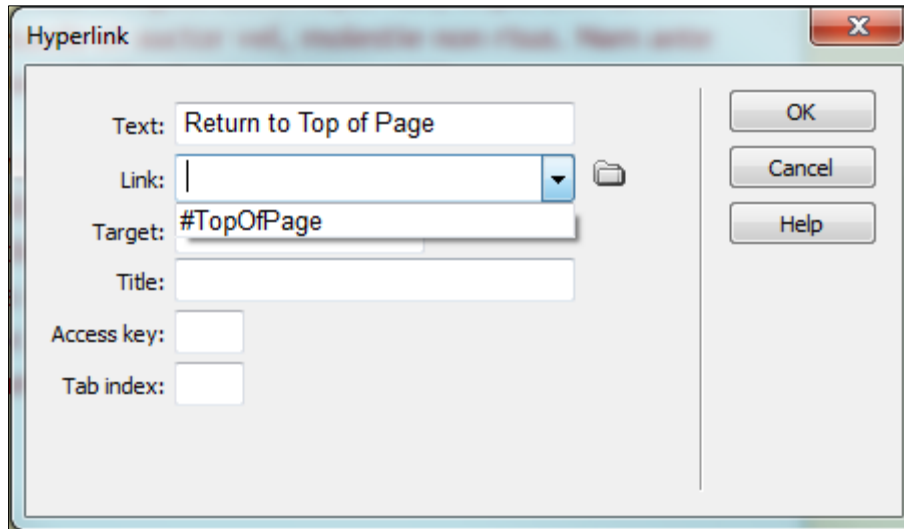 Hyperlink
Text: Return to Top of Page
Link:
#TopOfPage
Target:
Title:
Access key:
Tab index:
OK
Cancel
Help